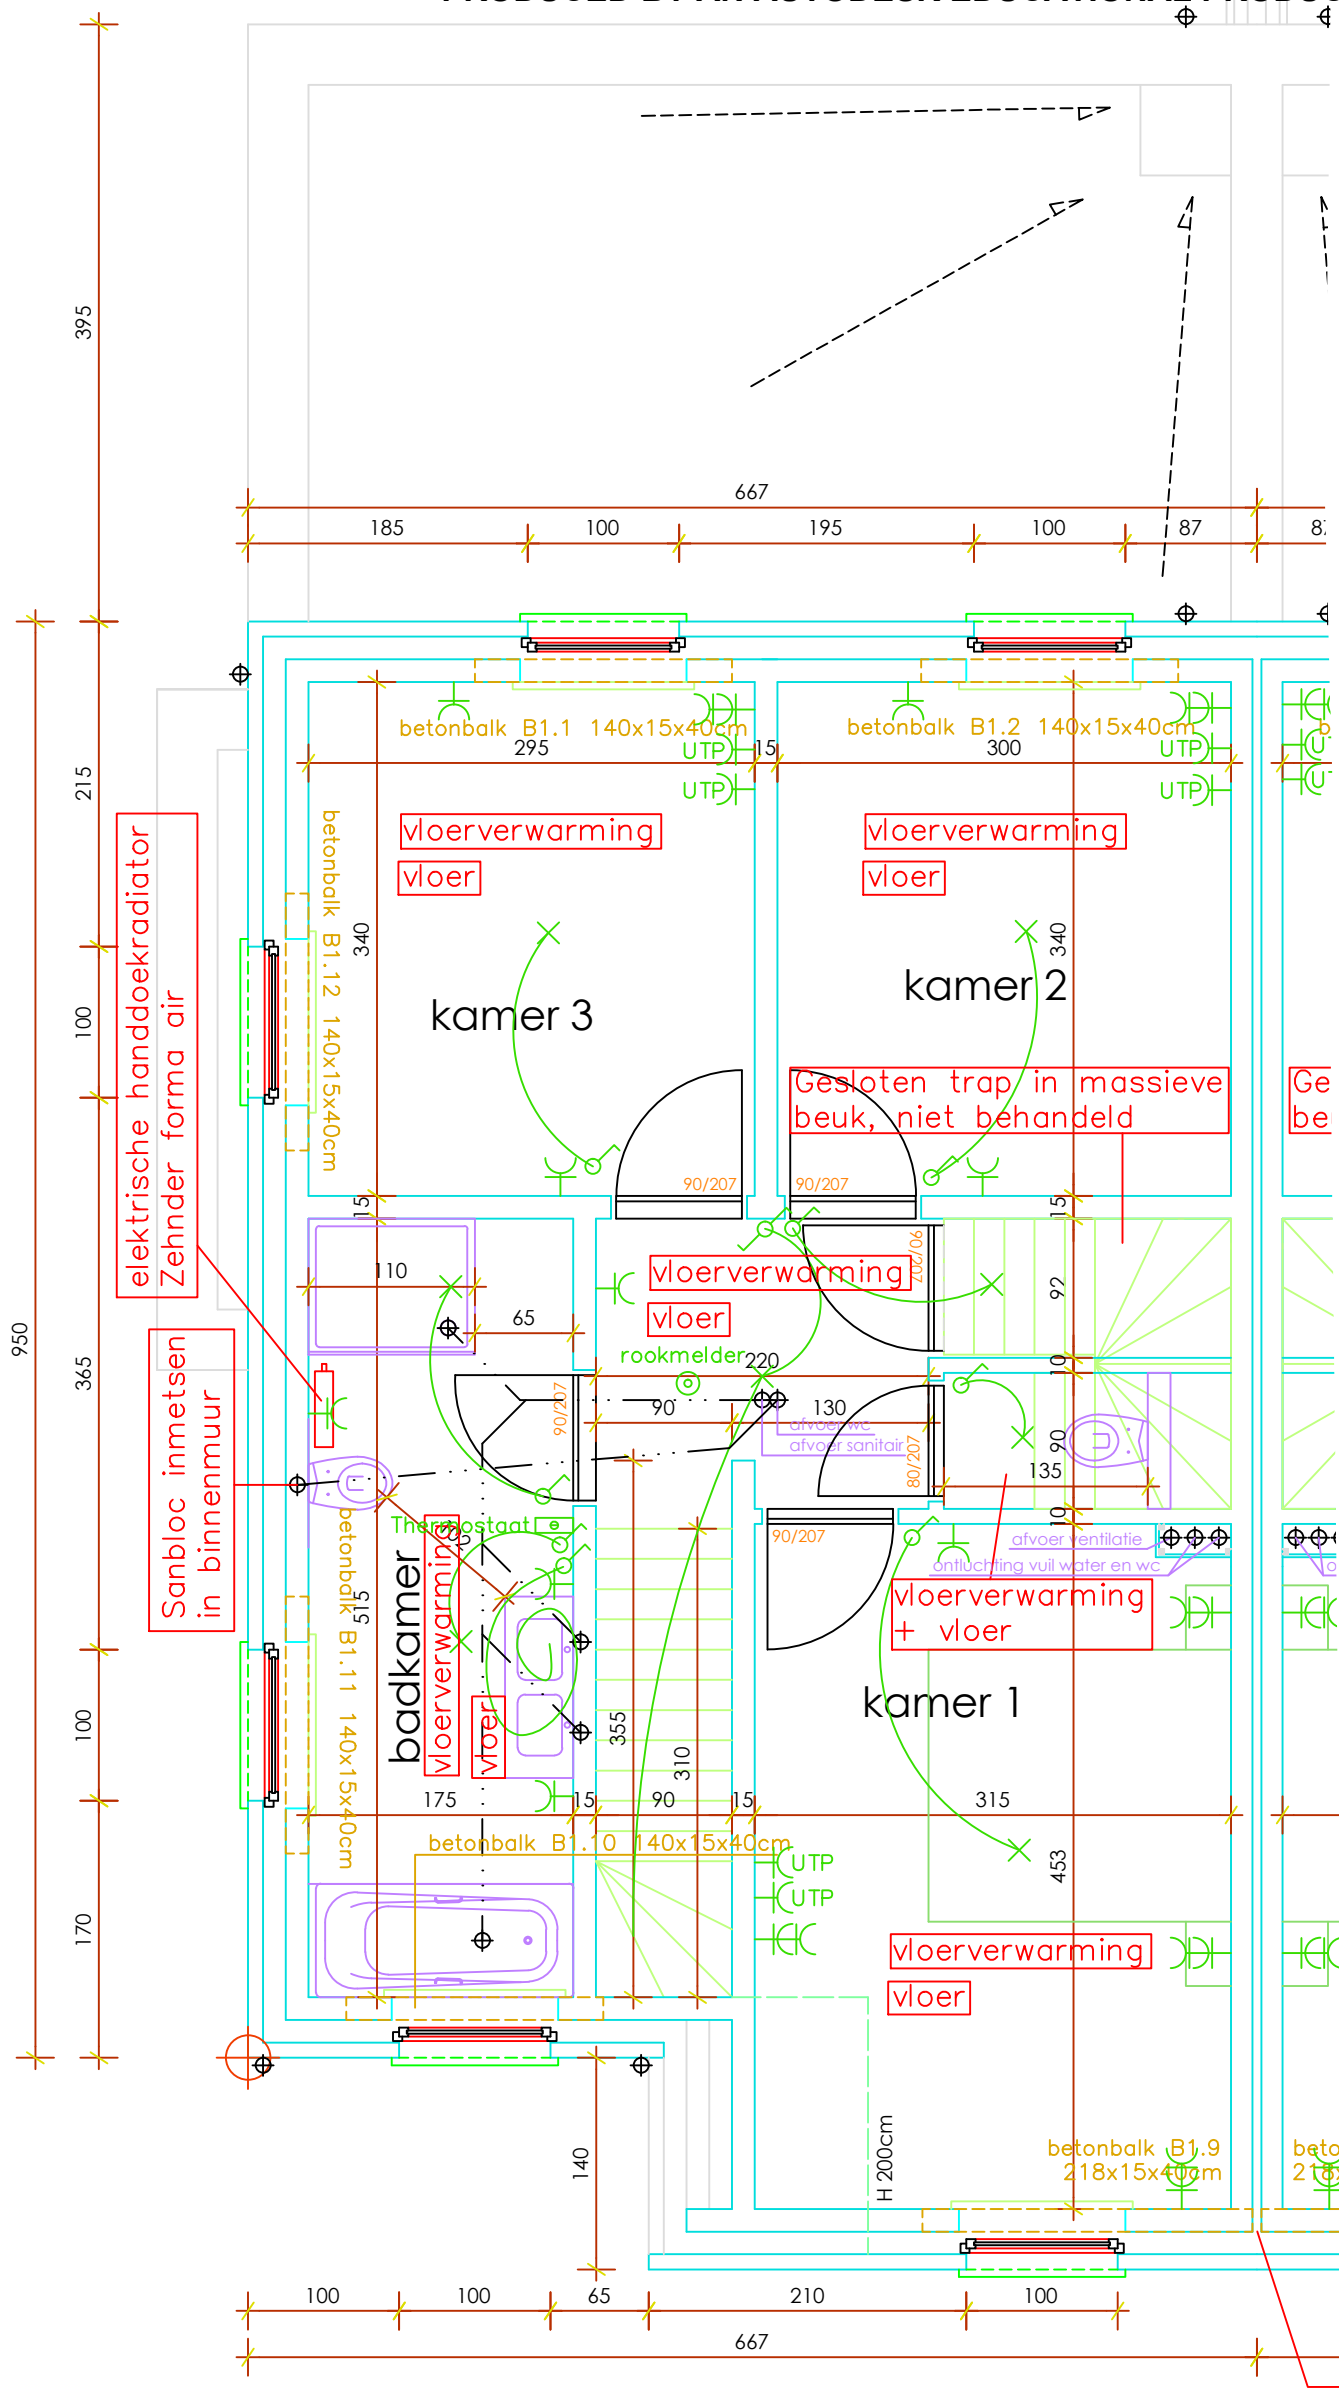 395
667
185
100
195
100
87
950
215
100
365
100
170
betonbalk B1.1 140x15x40cm
betonbalk B1.2 140x15x40cm
295
15
300
UTP
UTP
UTP
UTP
vloerverwarming
vloer
vloerverwarming
vloer
elektrische handdoekradiator
Zehnder forma air
betonbalk B1.12 140x15x40cm
340
340
kamer 3
kamer 2
Gesloten trap in massieve
beuk, niet behandeld
90/207
90/207
15
15
90/207
vloerverwarming
vloer
110
92
65
rookmelder
220
10
Sanbloc inmetsen
in binnenmuur
90/207
90
130
afvoer wc
afvoer sanitair
80/207
90
135
10
Thermostaat
90/207
afvoer ventilatie
ontluchting vuil water en wc
betonbalk B1.11 140x15x40cm
515
badkamer
vloerverwarming
vloer
vloerverwarming
+ vloer
kamer 1
355
310
175
15
90
15
315
betonbalk B1.10 140x15x40cm
UTP
UTP
453
vloerverwarming
vloer
140
H 200cm
betonbalk B1.9
218x15x40cm
100
100
65
210
100
667